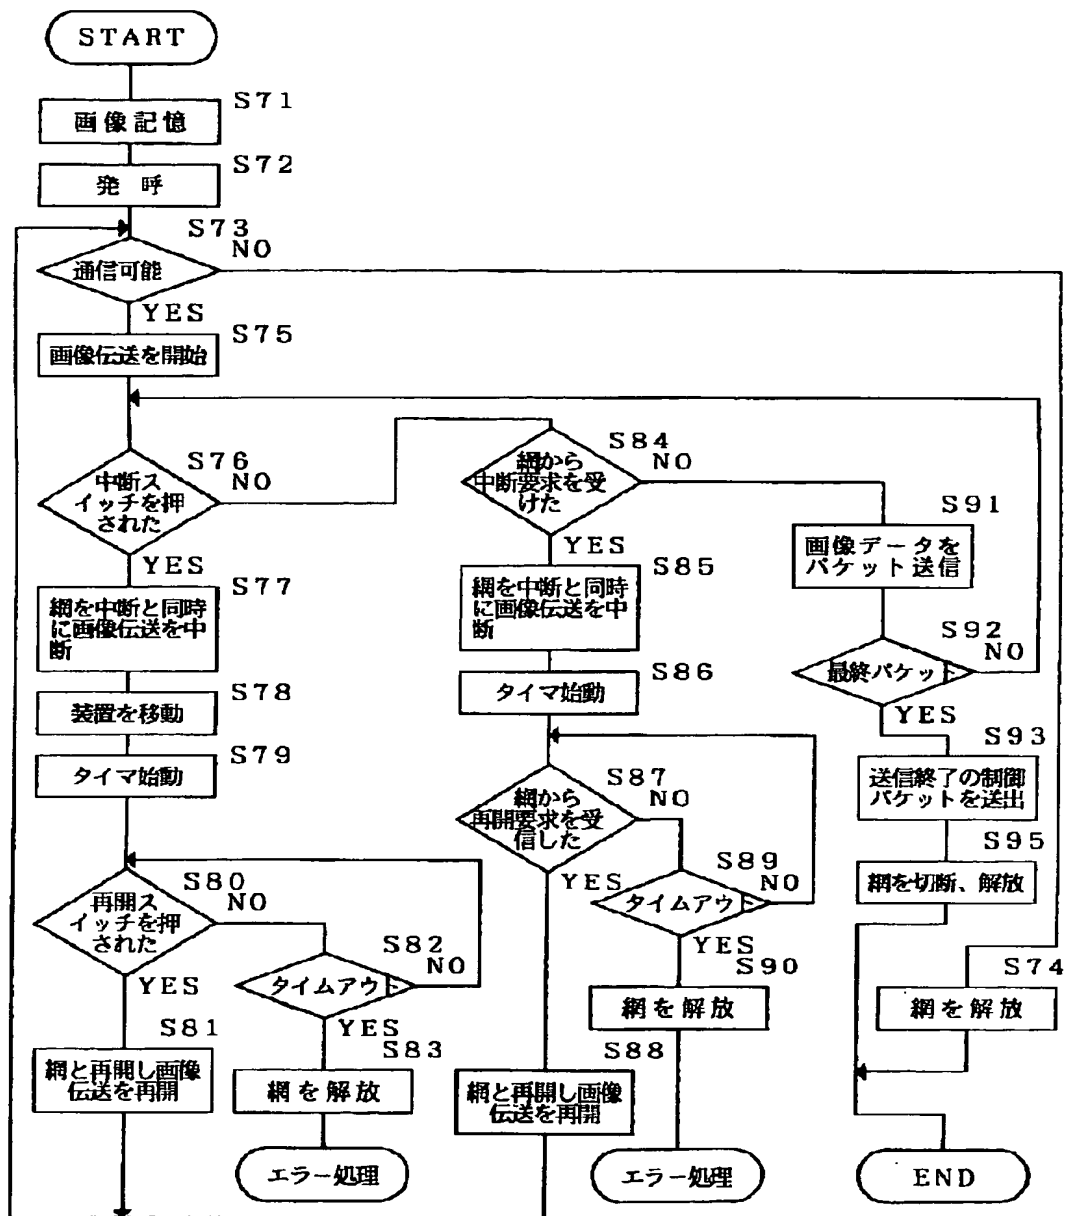 START
S71
画像記憶
S72
発呼
S73
NO
通信可能
YES
S75
画像伝送を開始
S76
NO
中断ス
イッチを押
された
YES
S77
網を中断と同時
に画像伝送を中
断
S78
装置を移動
S79
タイマ始動
S80
NO
再開ス
イッチを押
された
YES
S81
網と再開し画像
伝送を再開
S82
NO
タイムアウト
YES
S83
網を解放
エラー処理
S84
NO
網から
中断要求を受
けた
YES
S85
網を中断と同時
に画像伝送を中
断
S86
タイマ始動
S87
NO
網から
再開要求を受
信した
YES
S88
網と再開し画像
伝送を再開
S89
NO
タイムアウト
YES
S90
網を解放
エラー処理
S91
画像データを
パケット送信
S92
NO
最終パケット
YES
S93
送信終了の制御
パケットを送出
S95
網を切断、解放
S74
網を解放
END